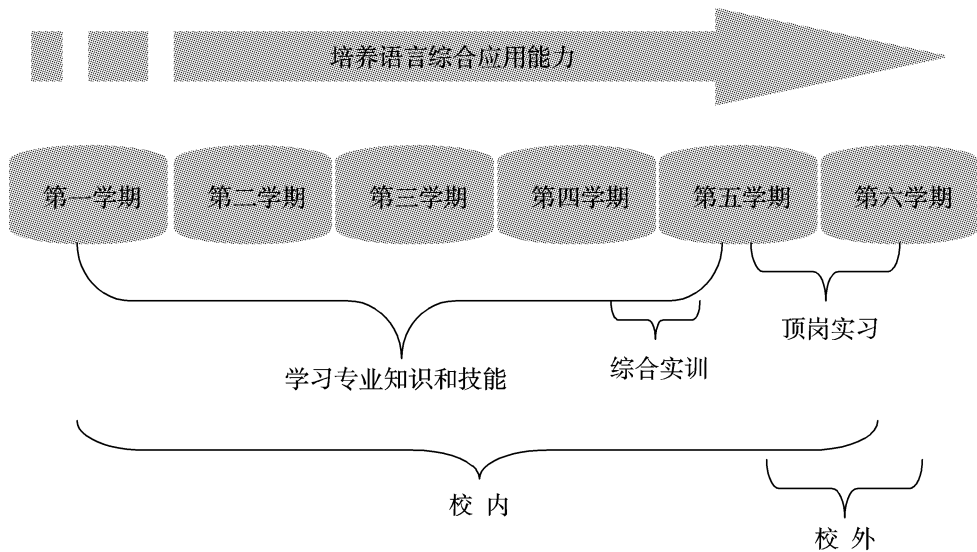 培养语言综合应用能力
第一学期 第二学期 第三学期 第四学期 第五学期 第六学期
顶岗实习
综合实训
学习专业知识和技能
校 内
校 外